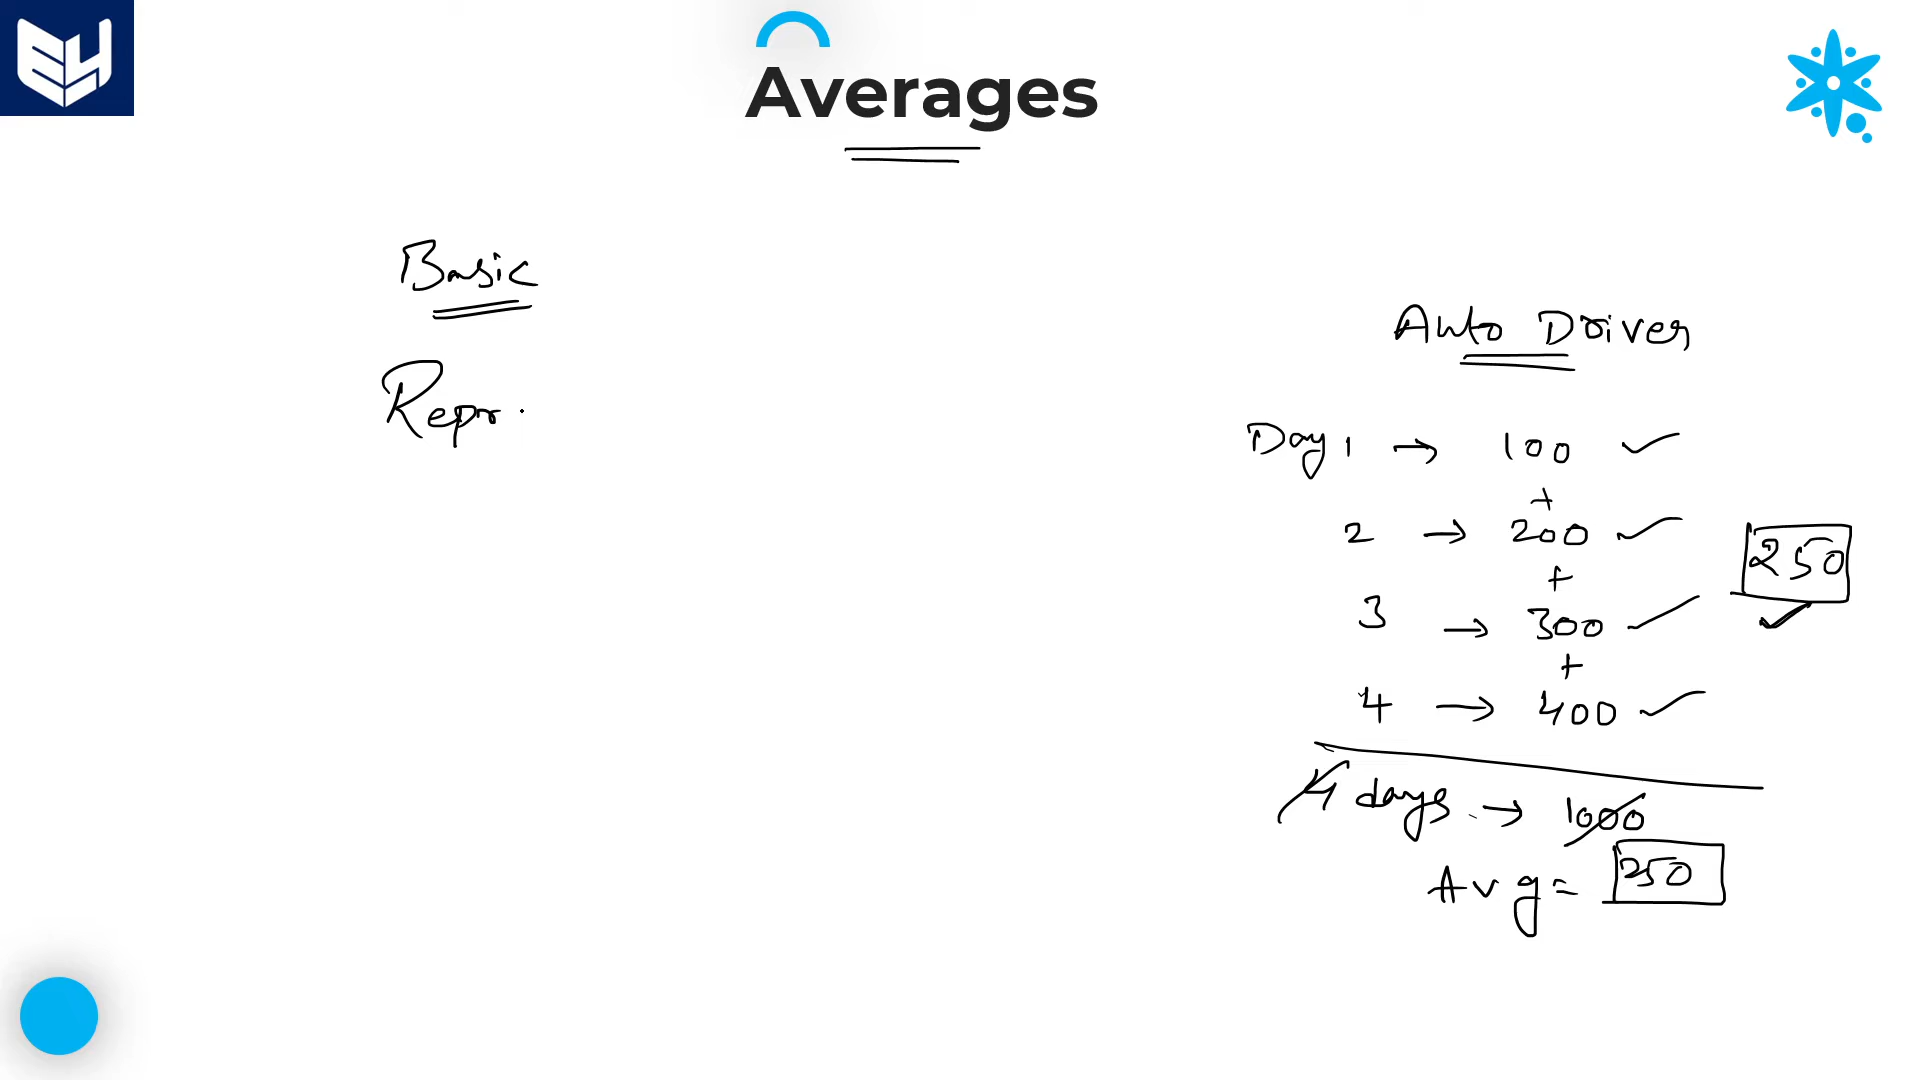 Averages
Basic
Repr.
Auto Driver
Day 1 → 100 ✓
+
2 → 200 ✓
250
+
✓
3 → 300 ✓
+
4 → 400 ✓
4 days → 1000
Avg = 250